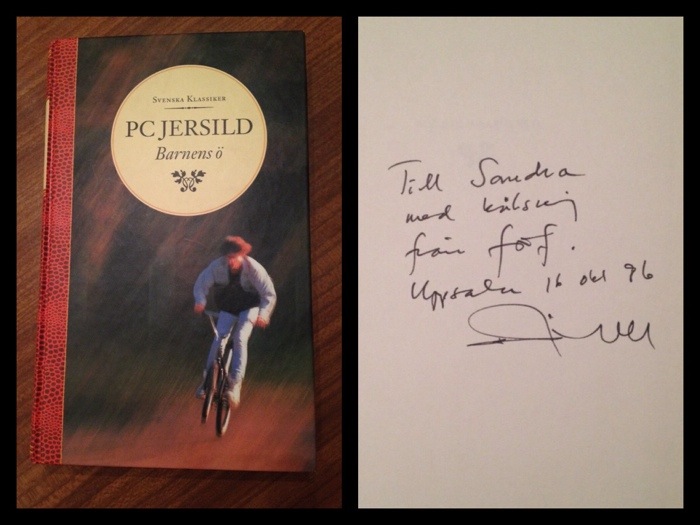 SVENSKA KLASSIKER
PC JERSILD
Barnens ö
Till Sandra
med hälsning
från förf.
Uppsala 16 okt 96